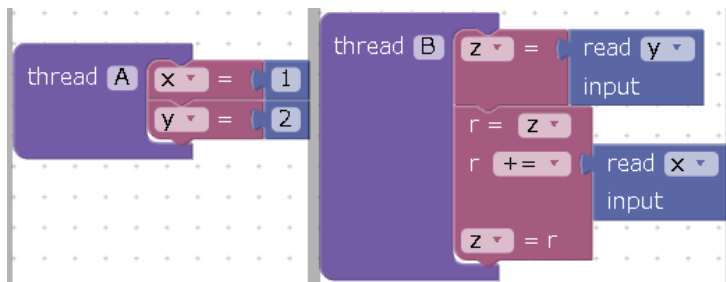 thread A x = 1
y = 2
thread B z = read y
input
r = z
r += read x
input
z = r